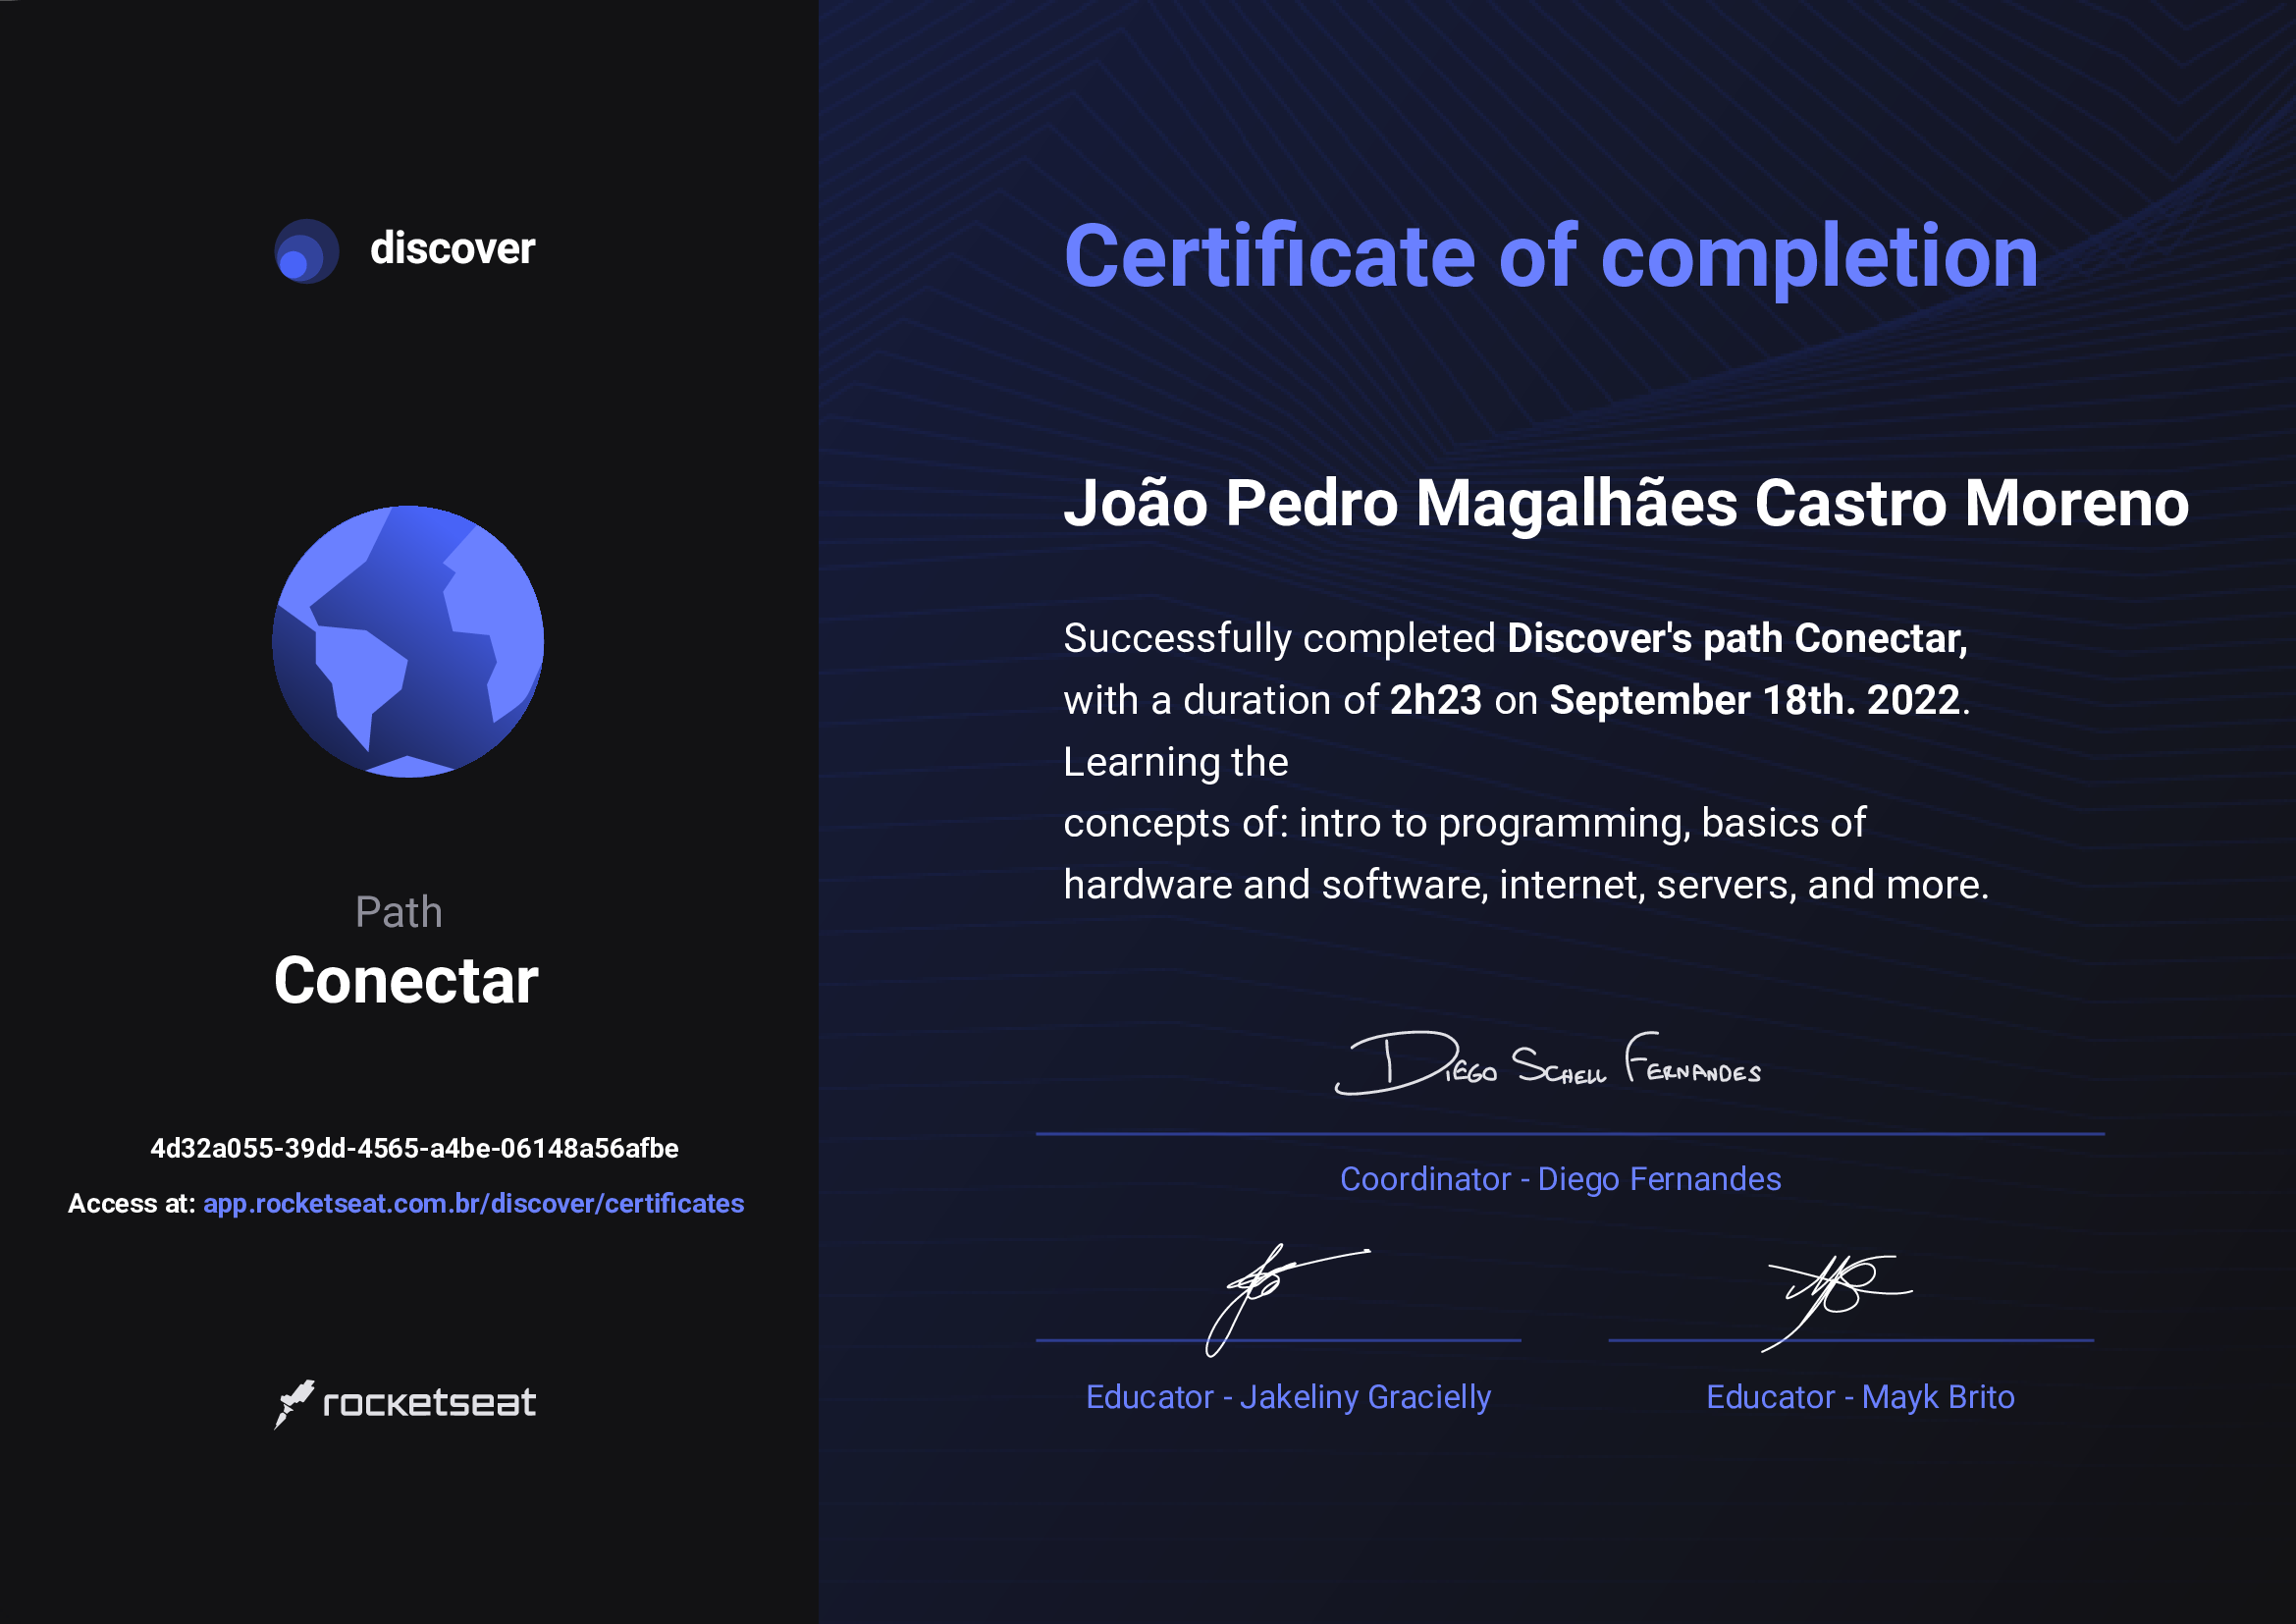 discover
Path
Conectar
4d32a055-39dd-4565-a4be-06148a56afbe
Access at: app.rocketseat.com.br/discover/certificates
rocketseat
Certificate of completion
João Pedro Magalhães Castro Moreno
Successfully completed Discover's path Conectar,
with a duration of 2h23 on September 18th. 2022.
Learning the
concepts of: intro to programming, basics of
hardware and software, internet, servers, and more.
DIEGO SCHELL FERNANDES
Coordinator - Diego Fernandes
Educator - Jakeliny Gracielly
Educator - Mayk Brito